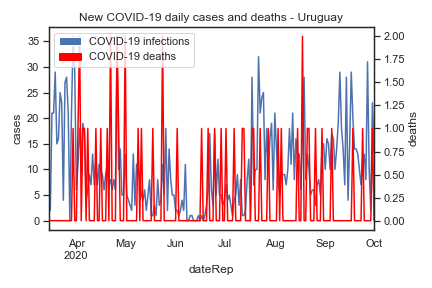 New COVID-19 daily cases and deaths - Uruguay
COVID-19 infections
COVID-19 deaths
35
30
25
20
15
10
5
0
cases
2.00
1.75
1.50
1.25
1.00
0.75
0.50
0.25
0.00
deaths
Apr May Jun Jul Aug Sep Oct
2020
dateRep